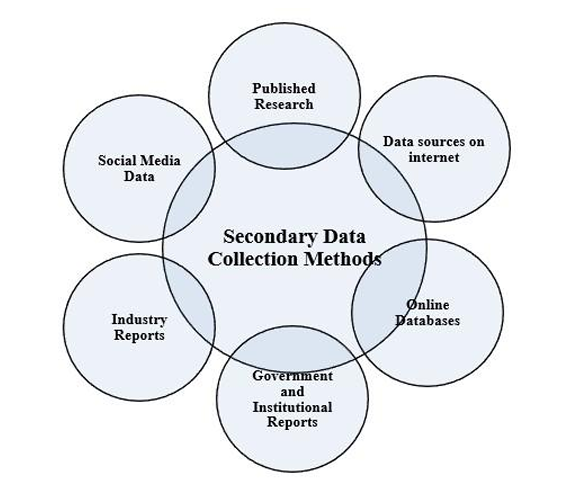 Published
Research
Data sources on
internet
Social Media
Data
Secondary Data
Collection Methods
Online
Databases
Industry
Reports
Government
and
Institutional
Reports